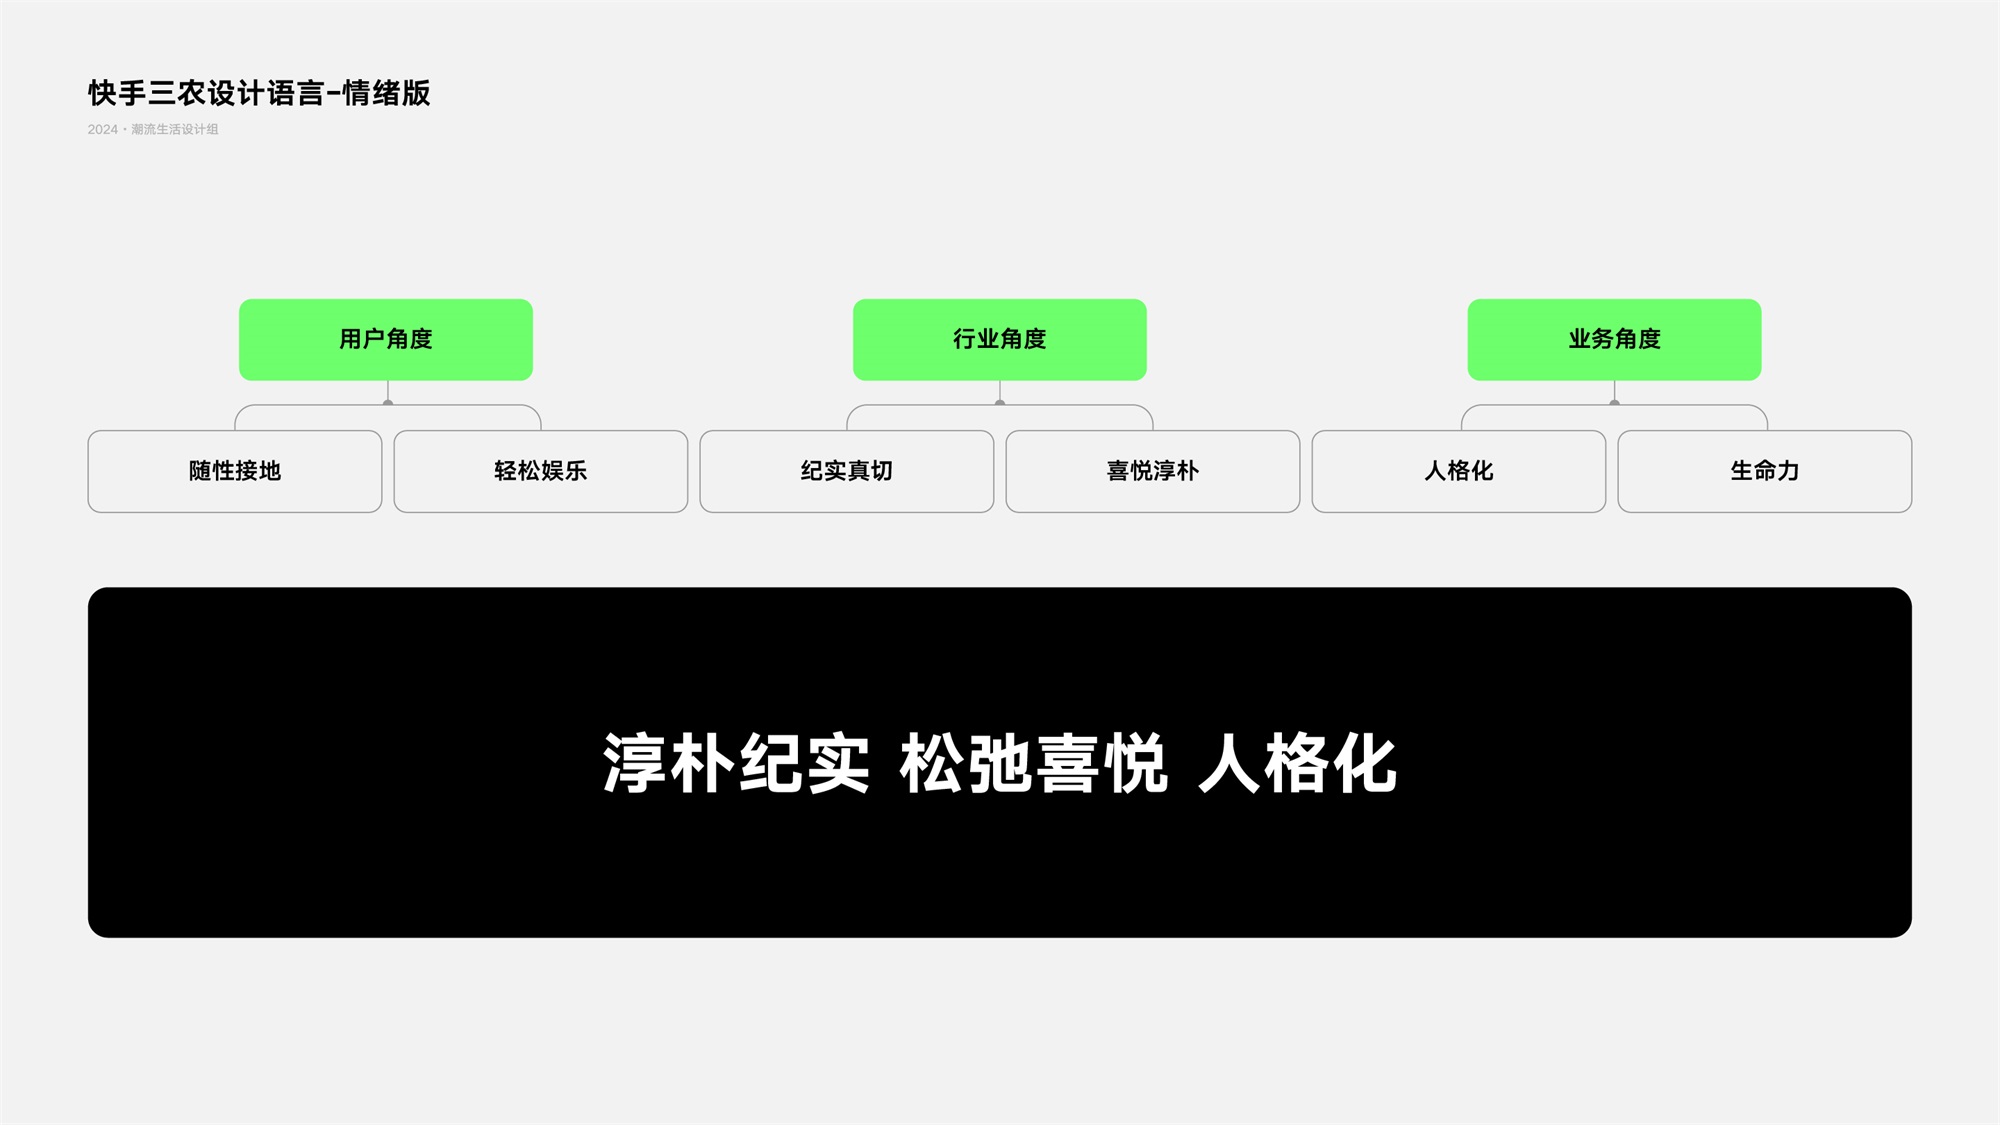 快手三农设计语言-情绪版
2024·潮流生活设计组
用户角度
行业角度
业务角度
随性接地
轻松娱乐
纪实真切
喜悦淳朴
人格化
生命力
淳朴纪实 松弛喜悦 人格化